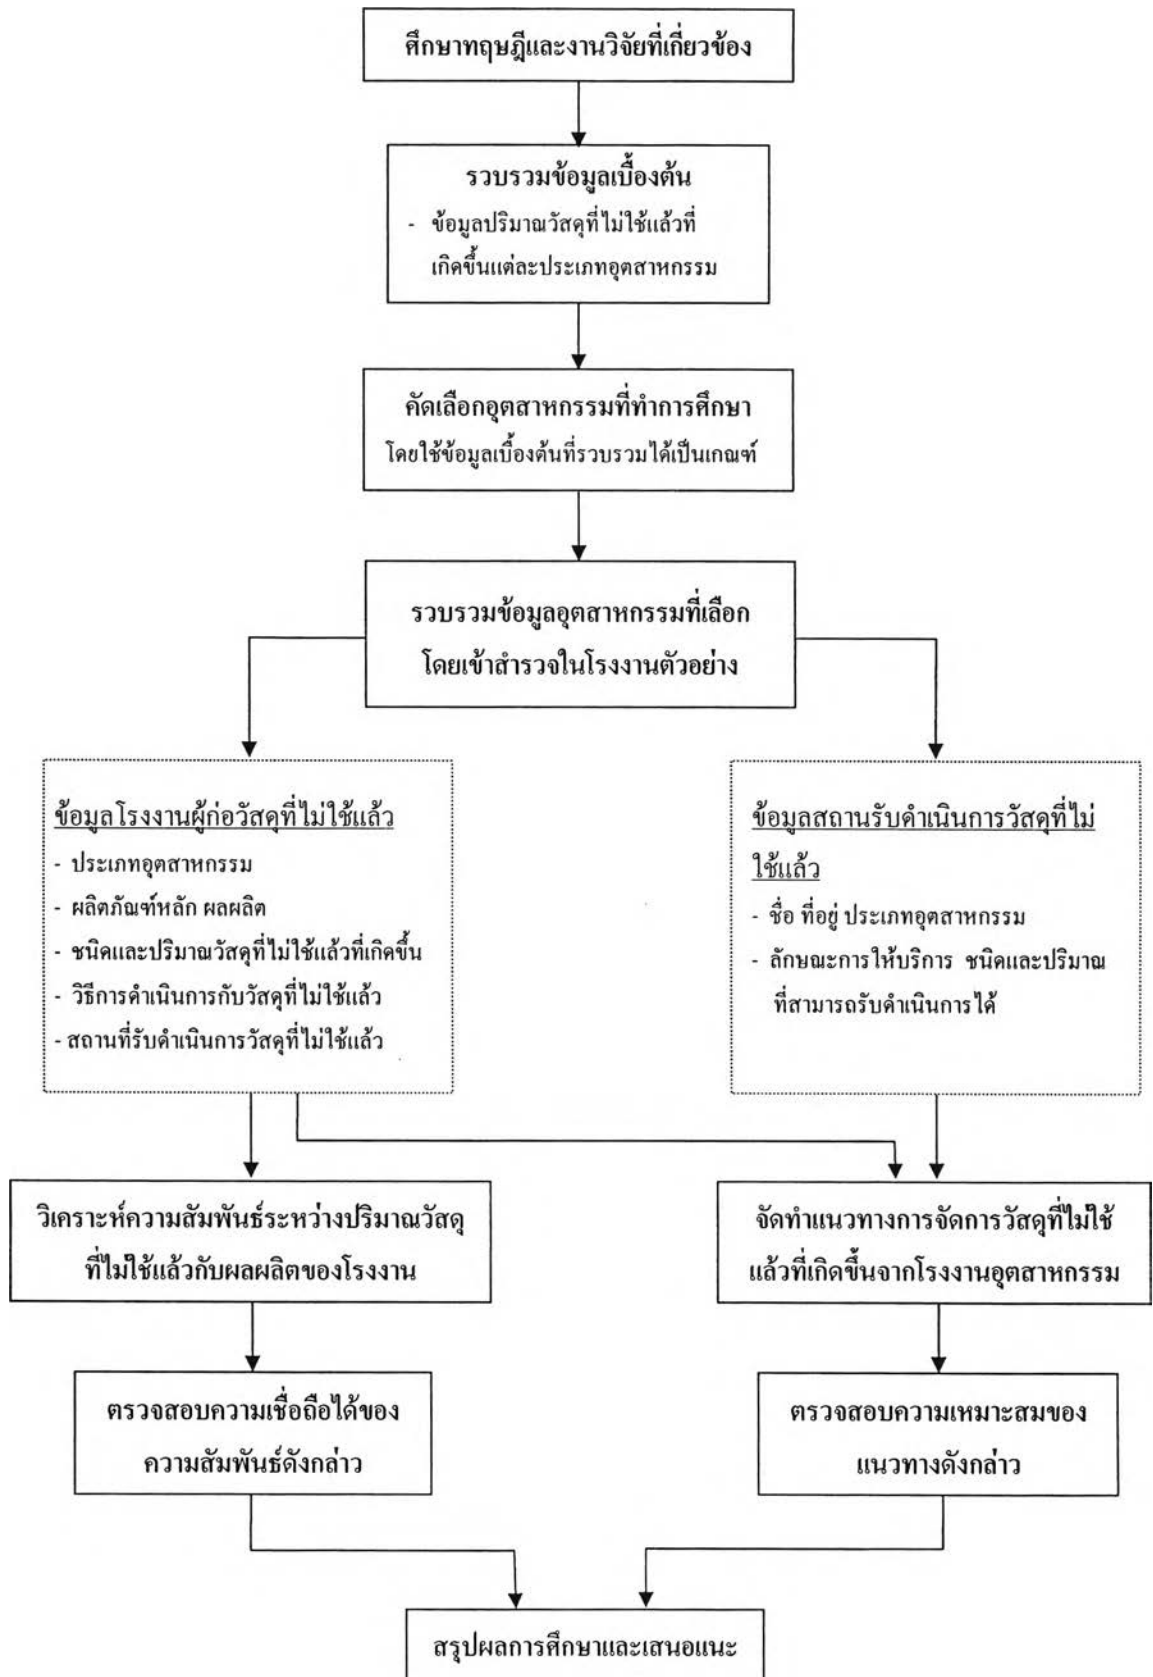 ศึกษาทฤษฎีและงานวิจัยที่เกี่ยวข้อง
รวบรวมข้อมูลเบื้องต้น
- ข้อมูลปริมาณวัสดุที่ไม่ใช้แล้วที่
เกิดขึ้นแต่ละประเภทอุตสาหกรรม
คัดเลือกอุตสาหกรรมที่ทำการศึกษา
โดยใช้ข้อมูลเบื้องต้นที่รวบรวมได้เป็นเกณฑ์
รวบรวมข้อมูลอุตสาหกรรมที่เลือก
โดยเข้าสำรวจในโรงงานตัวอย่าง
ข้อมูลโรงงานผู้ก่อวัสดุที่ไม่ใช้แล้ว
- ประเภทอุตสาหกรรม
- ผลิตภัณฑ์หลัก ผลผลิต
- ชนิดและปริมาณวัสดุที่ไม่ใช้แล้วที่เกิดขึ้น
- วิธีการดำเนินการกับวัสดุที่ไม่ใช้แล้ว
- สถานที่รับดำเนินการวัสดุที่ไม่ใช้แล้ว
ข้อมูลสถานรับดำเนินการวัสดุที่ไม่
ใช้แล้ว
- ชื่อ ที่อยู่ ประเภทอุตสาหกรรม
- ลักษณะการให้บริการ ชนิดและปริมาณ
ที่สามารถรับดำเนินการได้
วิเคราะห์ความสัมพันธ์ระหว่างปริมาณวัสดุ
ที่ไม่ใช้แล้วกับผลผลิตของโรงงาน
จัดทำแนวทางการจัดการวัสดุที่ไม่ใช้
แล้วที่เกิดขึ้นจากโรงงานอุตสาหกรรม
ตรวจสอบความเชื่อถือได้ของ
ความสัมพันธ์ดังกล่าว
ตรวจสอบความเหมาะสมของ
แนวทางดังกล่าว
สรุปผลการศึกษาและเสนอแนะ